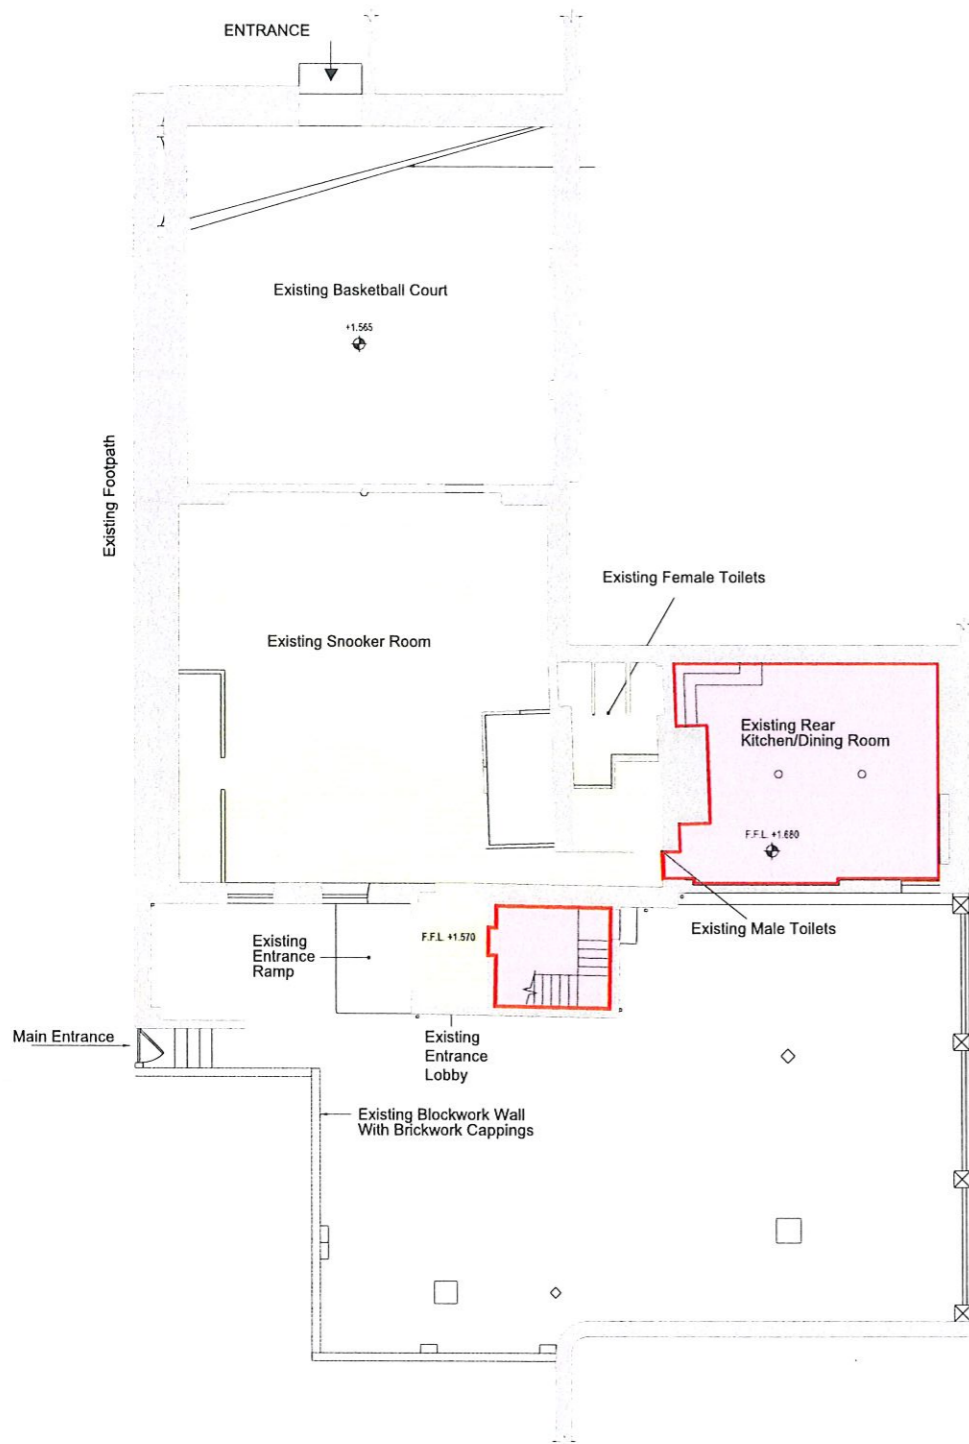 ENTRANCE
Existing Basketball Court
+1.565
Existing Footpath
Existing Female Toilets
Existing Snooker Room
Existing Rear
Kitchen/Dining Room
F.F.L. +1.680
Existing Male Toilets
F.F.L. +1.570
Existing
Entrance
Ramp
Main Entrance
Existing
Entrance
Lobby
Existing Blockwork Wall
With Brickwork Cappings